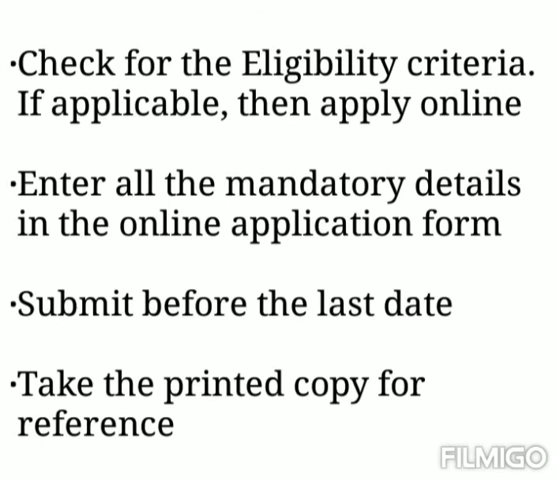 ·Check for the Eligibility criteria.
If applicable, then apply online
·Enter all the mandatory details
in the online application form
·Submit before the last date
·Take the printed copy for
reference
FILMIGO